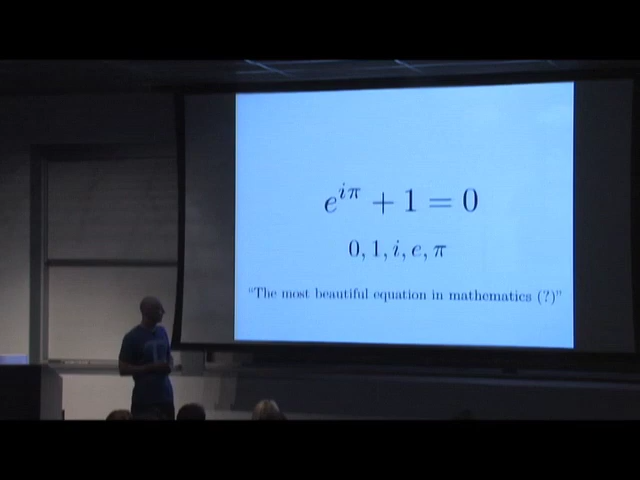 e^{iπ} + 1 = 0
0, 1, i, e, π
“The most beautiful equation in mathematics (?)”